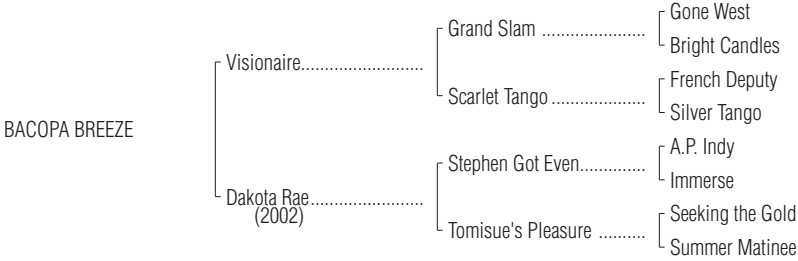 Gone West
Grand Slam ......................
Bright Candles
Visionaire..........................
French Deputy
Scarlet Tango ....................
Silver Tango
BACOPA BREEZE
A.P. Indy
Stephen Got Even..............
Immerse
Dakota Rae........................
(2002)
Seeking the Gold
Tomisue's Pleasure ..........
Summer Matinee